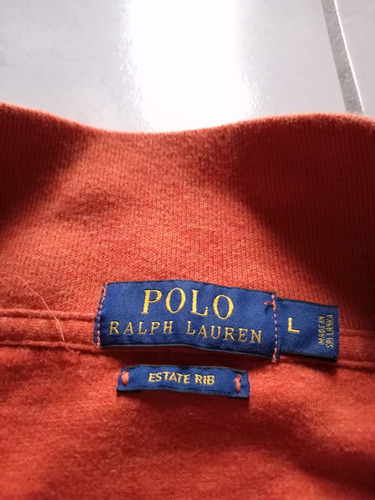 POLO
RALPH LAUREN
L
MADE IN
SRI LANKA
ESTATE RIB